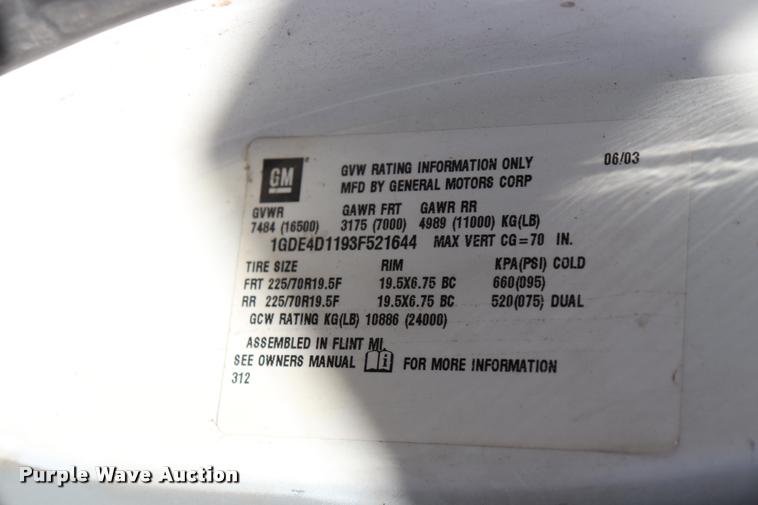 GM
GVW RATING INFORMATION ONLY 06/03
MFD BY GENERAL MOTORS CORP
GVWR GAWR FRT GAWR RR
7484 (16500) 3175 (7000) 4989 (11000) KG(LB)
1GDE4D1193F521644 MAX VERT CG=70 IN.
TIRE SIZE RIM KPA(PSI) COLD
FRT 225/70R19.5F 19.5X6.75 BC 660(095)
RR 225/70R19.5F 19.5X6.75 BC 520(075) DUAL
GCW RATING KG(LB) 10886 (24000)
ASSEMBLED IN FLINT MI.
SEE OWNERS MANUAL i FOR MORE INFORMATION
312
Purple Wave Auction